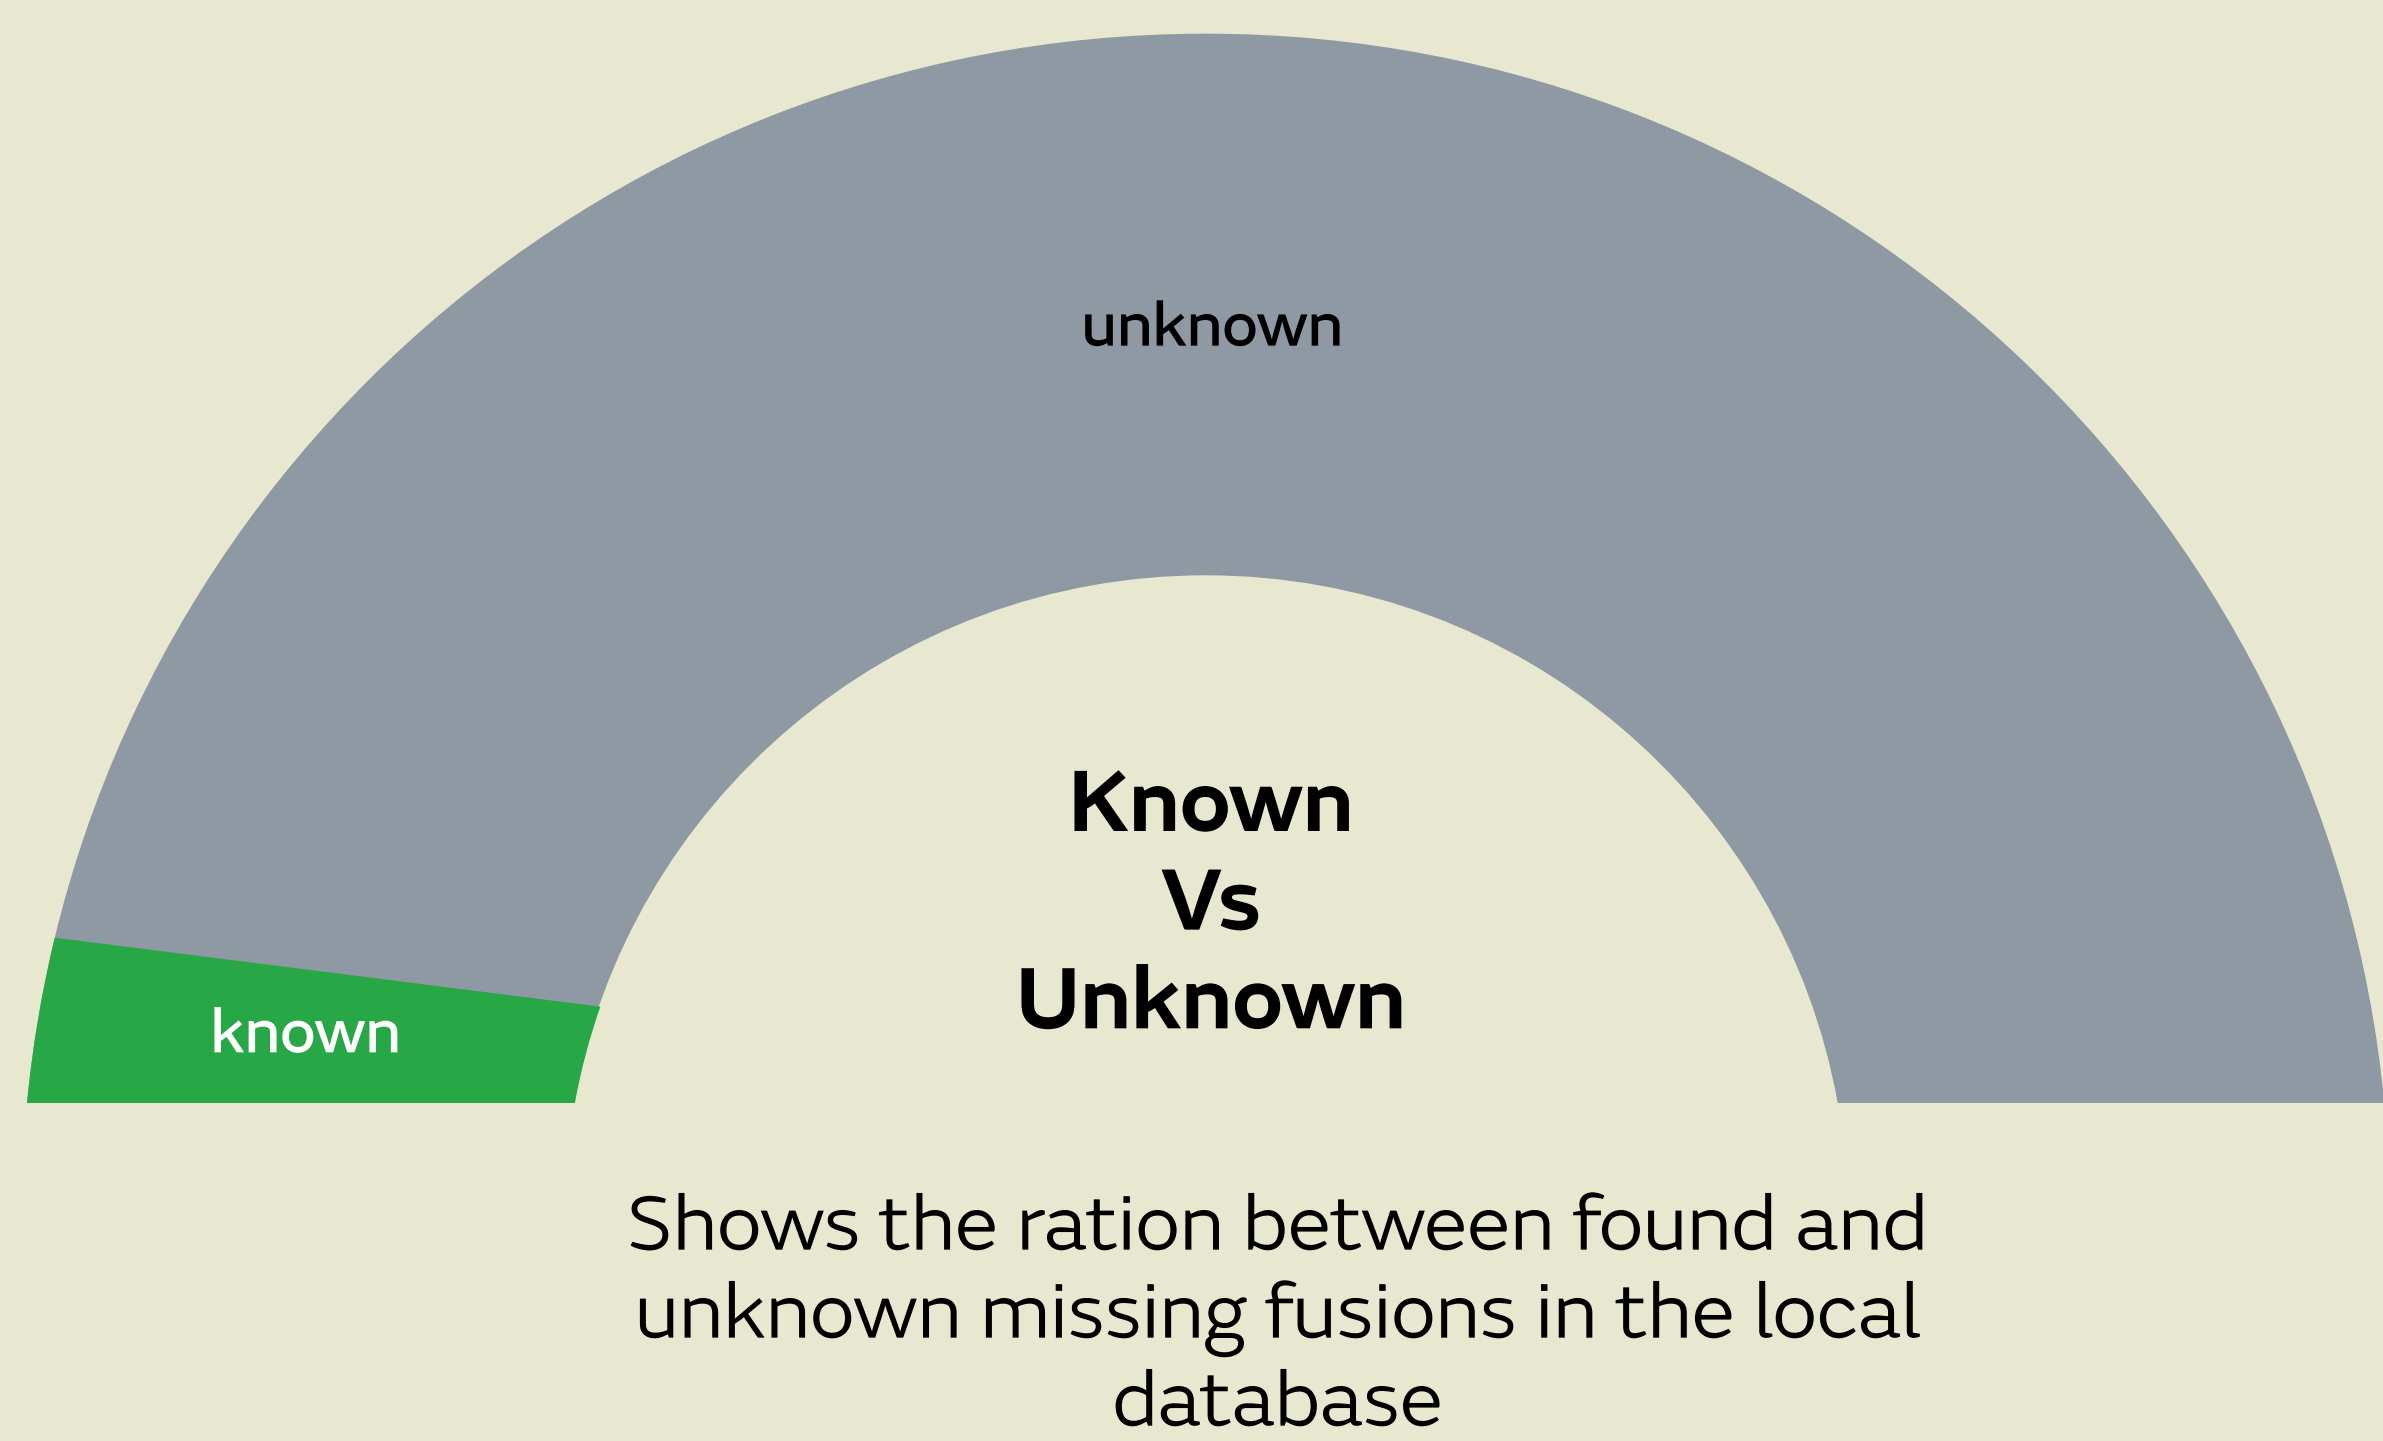 unknown
Known
Vs
Unknown
known
Shows the ration between found and
unknown missing fusions in the local
database